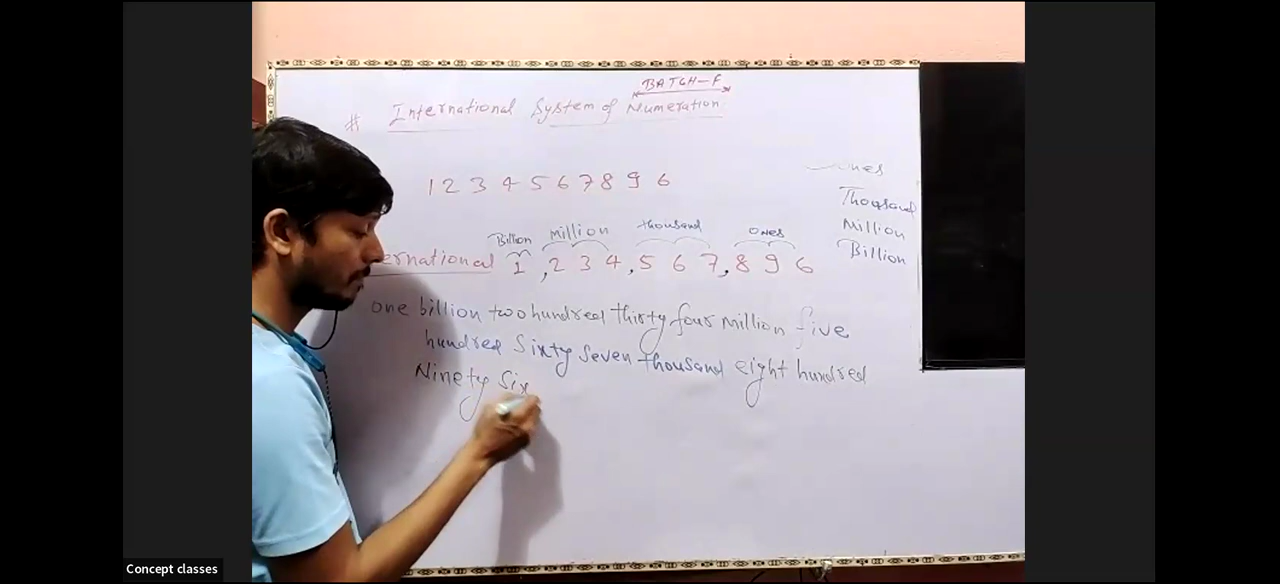 BATCH-F
# International System of Numeration
1 2 3 4 5 6 7 8 9 6
ones
Thousand
Million
Billion
Billion million thousand ones
ernational 1,2 3 4,5 6 7,8 9 6
one billion two hundred thirty four million five
hundred sixty seven thousand eight hundred
Ninety Six
Concept classes